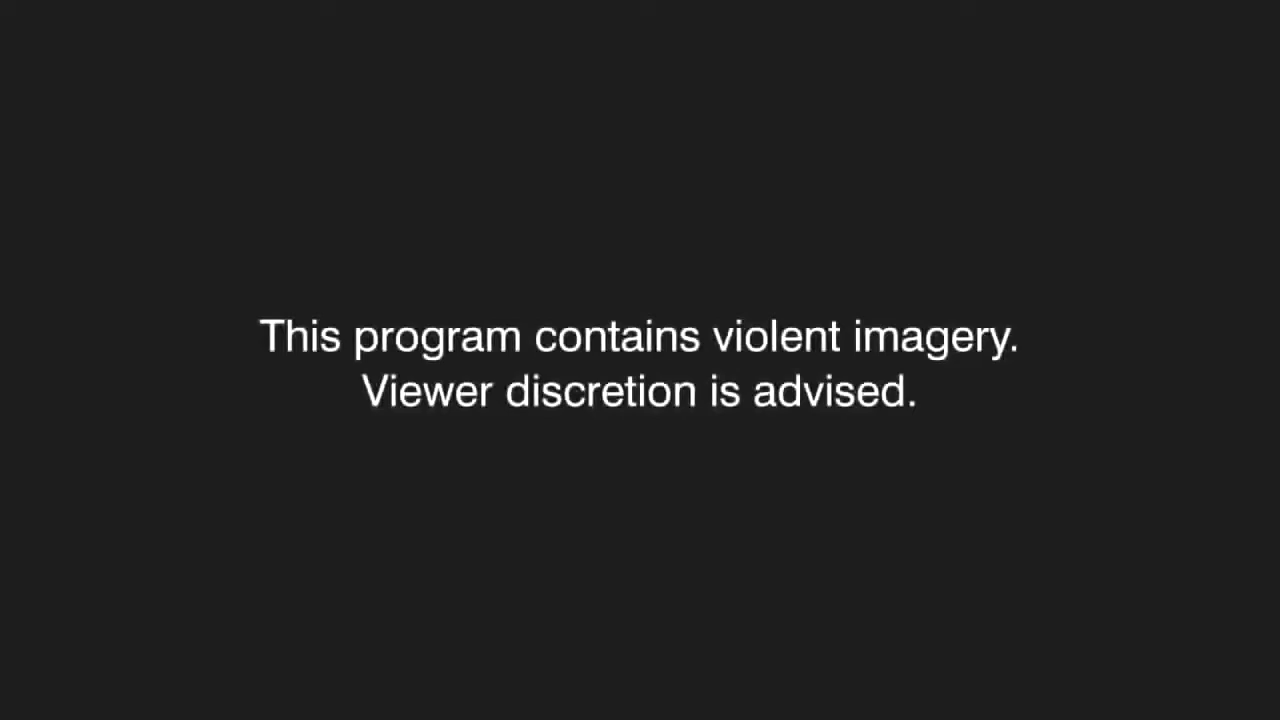 This program contains violent imagery.
Viewer discretion is advised.